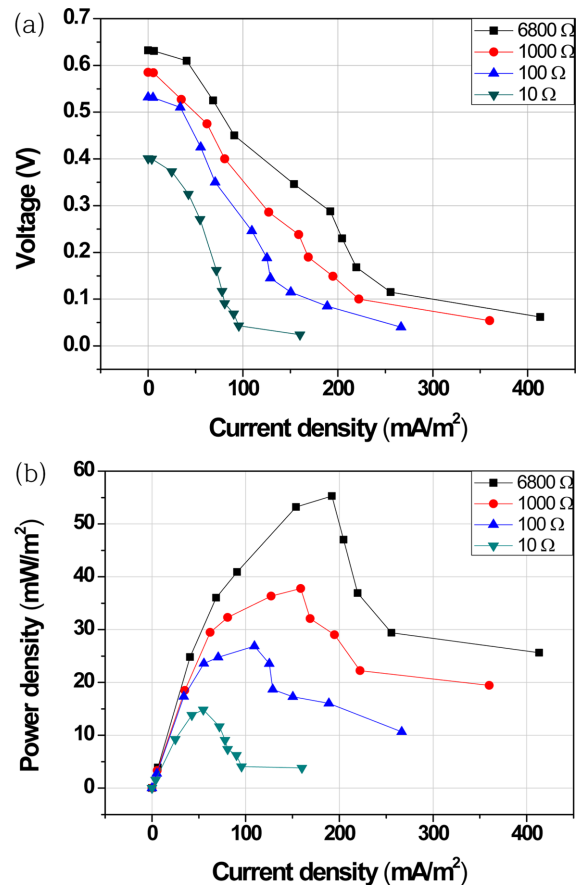 (a)
6800 Ω
1000 Ω
100 Ω
10 Ω
0.7
0.6
0.5
0.4
0.3
0.2
0.1
0.0
Voltage (V)
0 100 200 300 400
Current density (mA/m²)
(b)
6800 Ω
1000 Ω
100 Ω
10 Ω
60
50
40
30
20
10
0
Power density (mW/m²)
0 100 200 300 400
Current density (mA/m²)